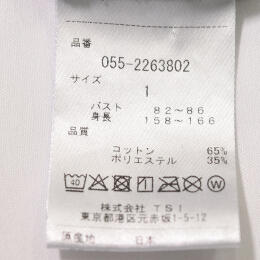 品番
055-2263802
サイズ
1
バスト 82～86
身長 158～166
品質
コットン 65%
ポリエステル 35%
40
W
株式会社 TSI
東京都港区元赤坂1-5-12
原産地 日本